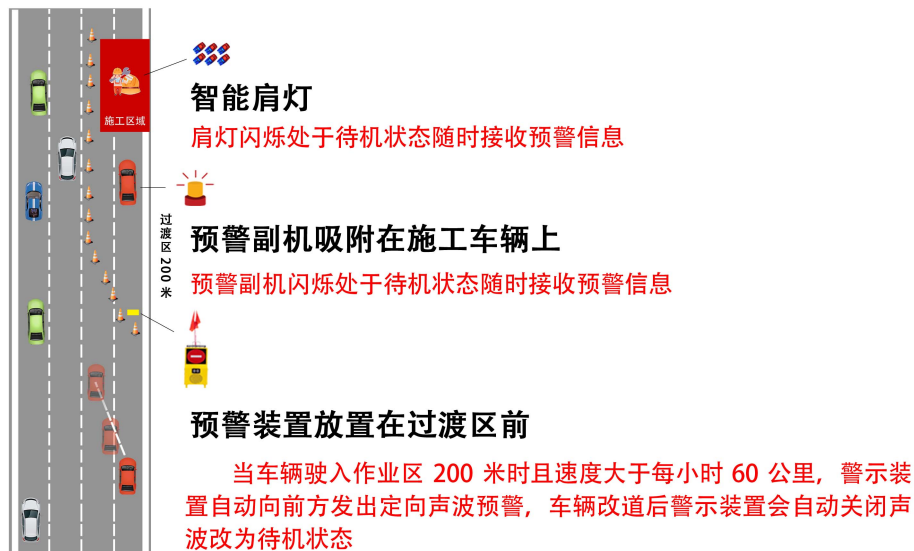 智能肩灯
肩灯闪烁处于待机状态随时接收预警信息
施工区域
过渡区 200 米
预警副机吸附在施工车辆上
预警副机闪烁处于待机状态随时接收预警信息
预警装置放置在过渡区前
当车辆驶入作业区 200 米时且速度大于每小时 60 公里，警示装
置自动向前方发出定向声波预警，车辆改道后警示装置会自动关闭声
波改为待机状态